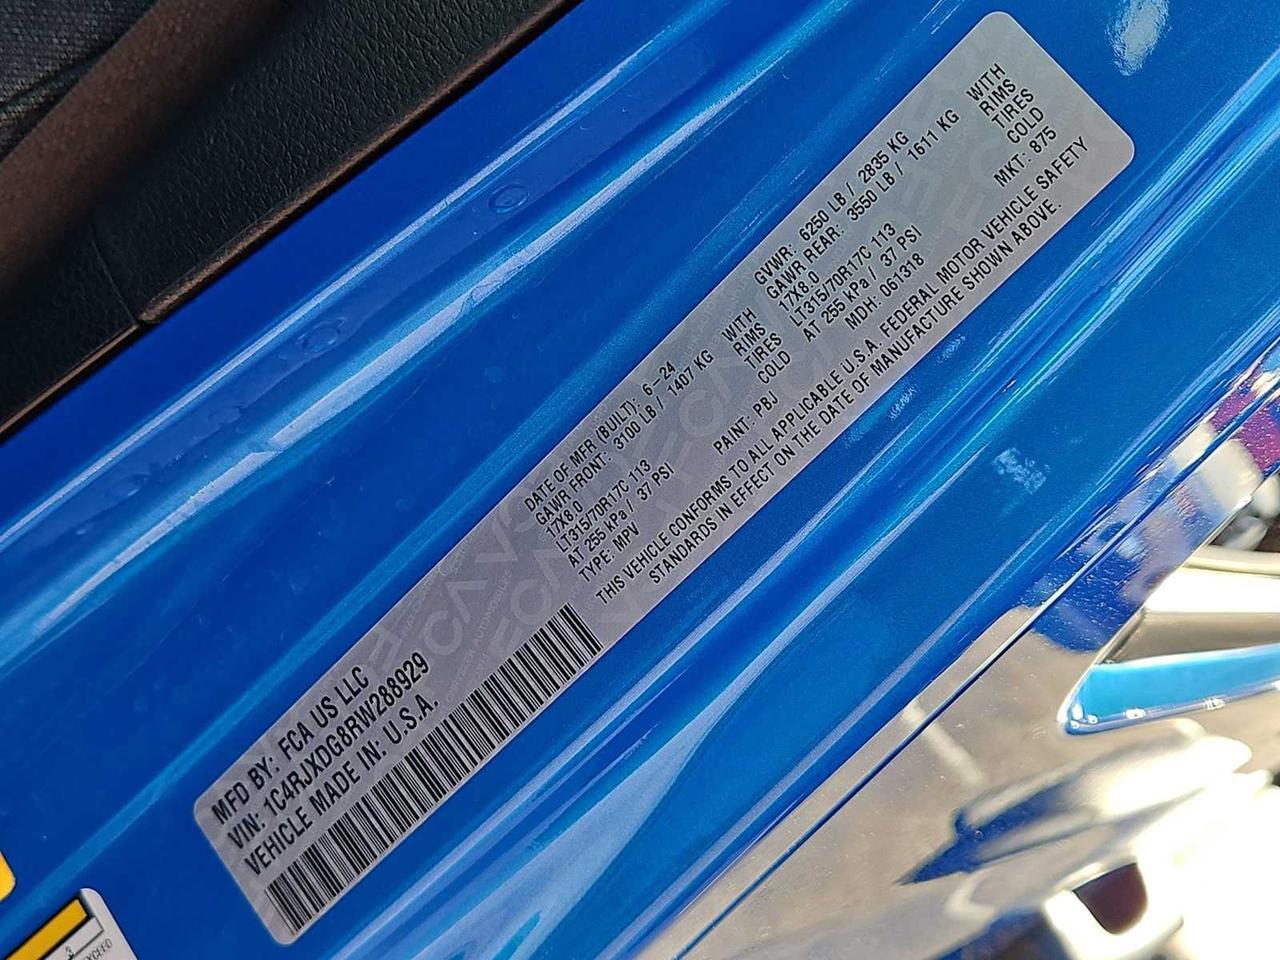 MFD BY: FCA US LLC
VIN: 1C4RJXDG8RW288929
VEHICLE MADE IN: U.S.A.
DATE OF MFR (BUILT): 6-24 GVWR: 6250 LB / 2835 KG
GAWR FRONT: 3100 LB / 1407 KG WITH GAWR REAR: 3550 LB / 1611 KG WITH
17X8.0 RIMS 17X8.0 RIMS
LT315/70R17C 113 TIRES LT315/70R17C 113 TIRES
AT 255 kPa / 37 PSI COLD AT 255 kPa / 37 PSI COLD
TYPE: MPV PAINT: PBJ MDH: 061318 MKT: 875
THIS VEHICLE CONFORMS TO ALL APPLICABLE U.S.A. FEDERAL MOTOR VEHICLE SAFETY
STANDARDS IN EFFECT ON THE DATE OF MANUFACTURE SHOWN ABOVE.
3
EXCEED